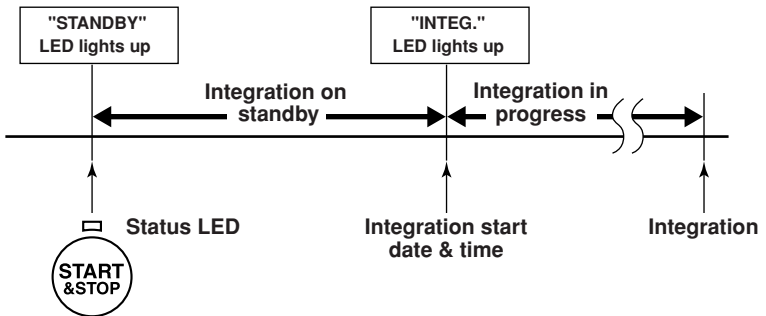 "STANDBY"
LED lights up
"INTEG."
LED lights up
Integration on
standby
Integration in
progress
Status LED
START
&STOP
Integration start
date & time
Integration